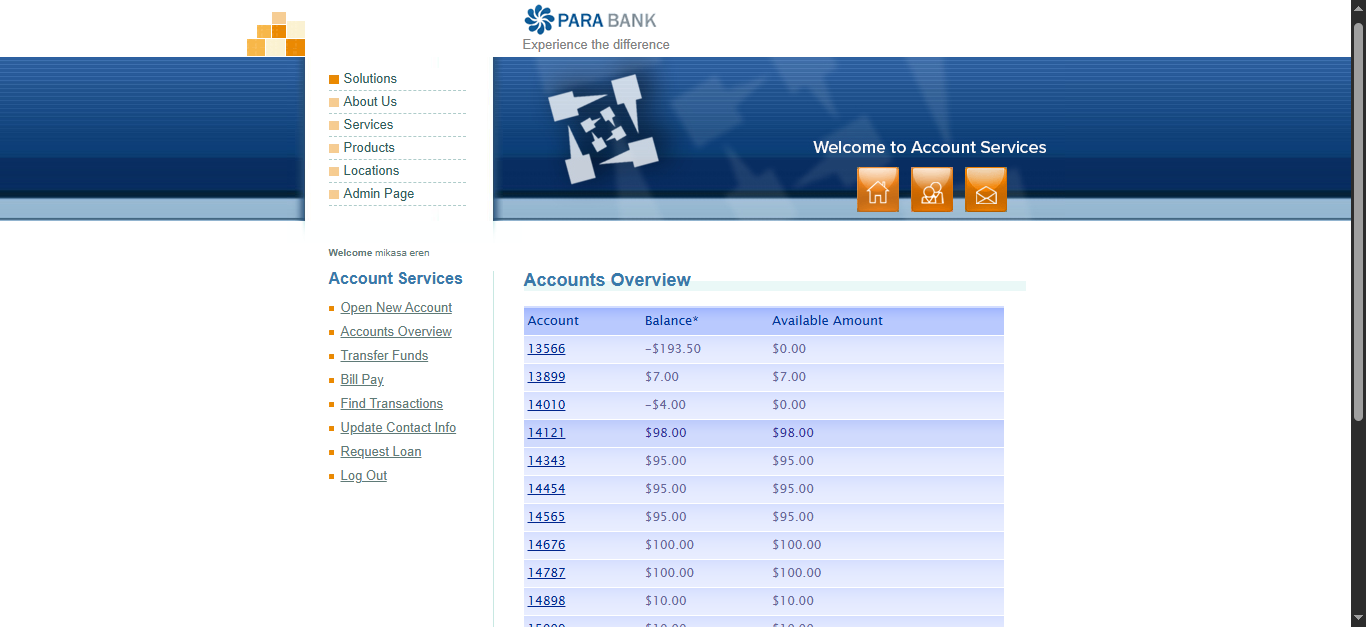 PARA BANK
Experience the difference
Solutions
About Us
Services
Products
Locations
Admin Page
Welcome to Account Services
Welcome mikasa eren
Account Services
Open New Account
Accounts Overview
Transfer Funds
Bill Pay
Find Transactions
Update Contact Info
Request Loan
Log Out
Accounts Overview
Account Balance* Available Amount
13566 -$193.50 $0.00
13899 $7.00 $7.00
14010 -$4.00 $0.00
14121 $98.00 $98.00
14343 $95.00 $95.00
14454 $95.00 $95.00
14565 $95.00 $95.00
14676 $100.00 $100.00
14787 $100.00 $100.00
14898 $10.00 $10.00